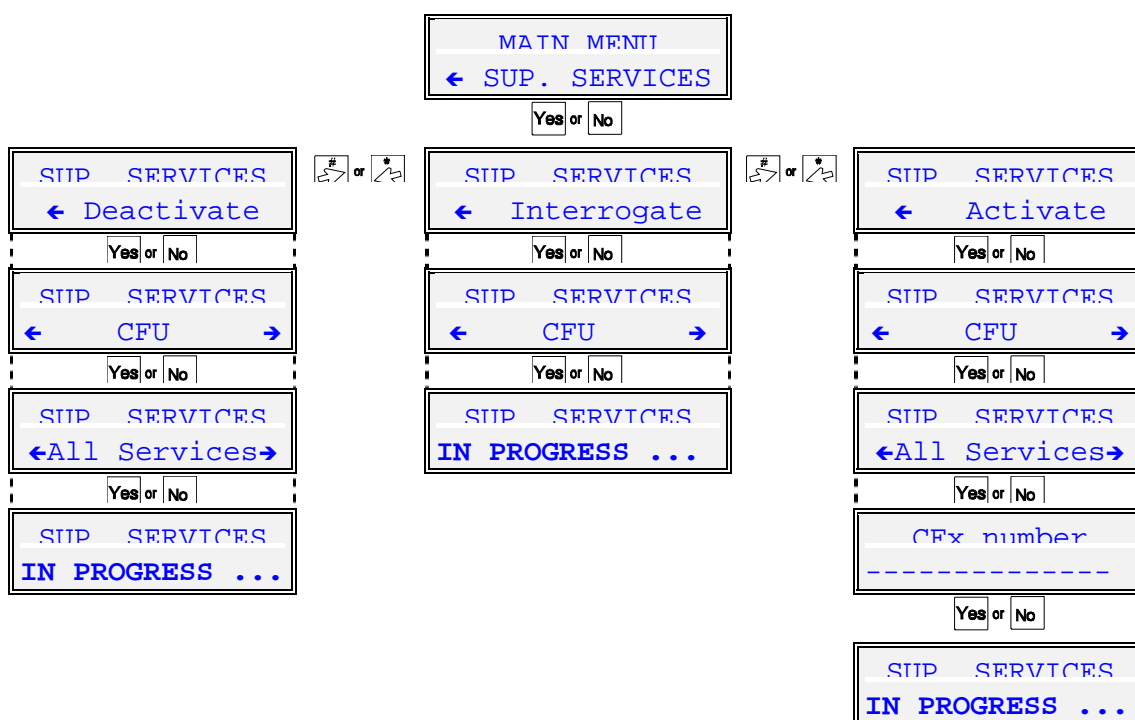 MAIN MENU
← SUP. SERVICES
Yes or No
SUP SERVICES
← Deactivate
# or *
SUP SERVICES
← Interrogate
# or *
SUP SERVICES
← Activate
Yes or No
Yes or No
Yes or No
SUP SERVICES
← CFU →
SUP SERVICES
← CFU →
SUP SERVICES
← CFU →
Yes or No
Yes or No
Yes or No
SUP SERVICES
←All Services→
SUP SERVICES
IN PROGRESS ...
SUP SERVICES
←All Services→
Yes or No
Yes or No
SUP SERVICES
IN PROGRESS ...
CFx number
--------------
Yes or No
SUP SERVICES
IN PROGRESS ...